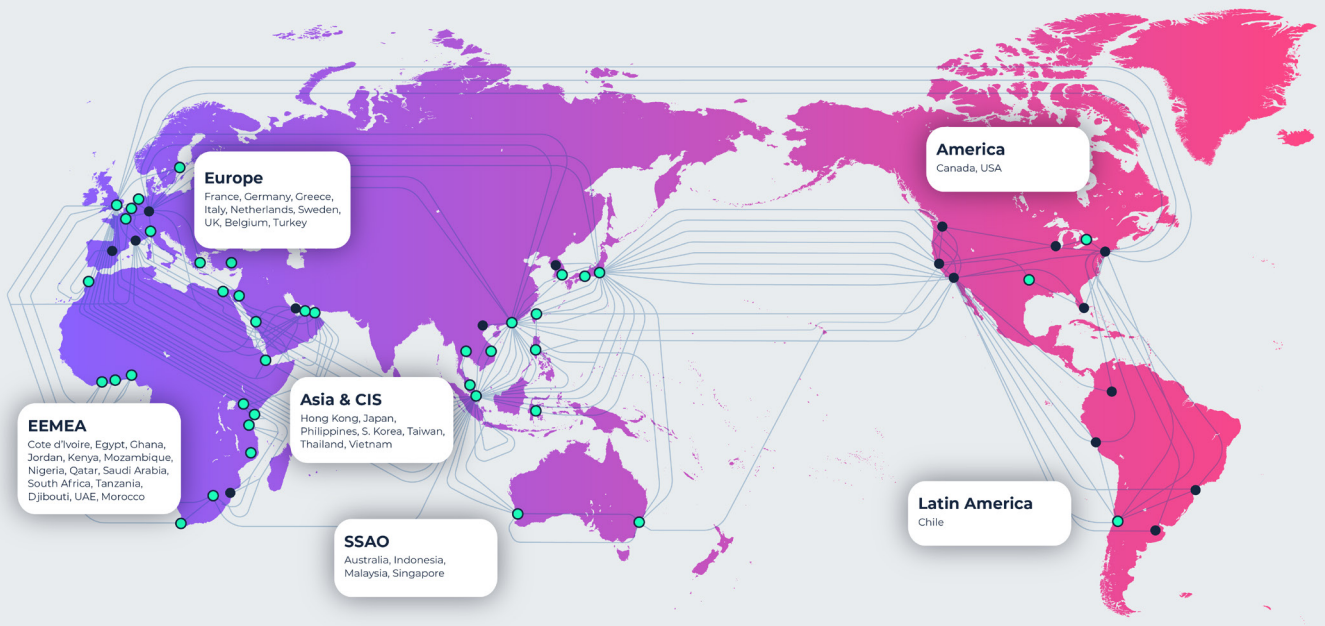 Europe
France, Germany, Greece,
Italy, Netherlands, Sweden,
UK, Belgium, Turkey
America
Canada, USA
EEMEA
Cote d'Ivoire, Egypt, Ghana,
Jordan, Kenya, Mozambique,
Nigeria, Qatar, Saudi Arabia,
South Africa, Tanzania,
Djibouti, UAE, Morocco
Asia & CIS
Hong Kong, Japan,
Philippines, S. Korea, Taiwan,
Thailand, Vietnam
SSAO
Australia, Indonesia,
Malaysia, Singapore
Latin America
Chile